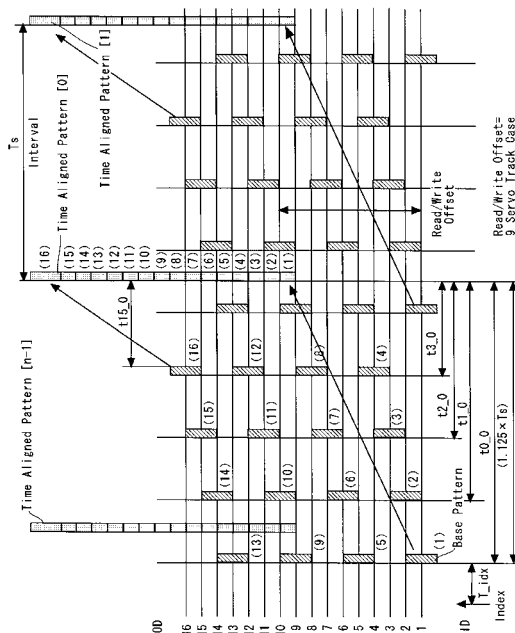 Ts
Interval
Time Aligned Pattern [1]
Time Aligned Pattern [0]
Time Aligned Pattern [n-1]
(16)
(15)
(14)
(13)
(12)
(11)
(10)
(9)
(8)
(7)
(6)
(5)
(4)
(3)
(2)
(1)
t15_0
(16)
(12)
(8)
(4)
(15)
(11)
(7)
(3)
(14)
(10)
(6)
(2)
(13)
(9)
(5)
(1)
Base Pattern
Read/Write
Offset
Read/Write Offset=
9 Servo Track Case
t3_0
t2_0
t1_0
t0_0
(1.125×Ts)
T_idx
Index
OD
16
15
14
13
12
11
10
9
8
7
6
5
4
3
2
1